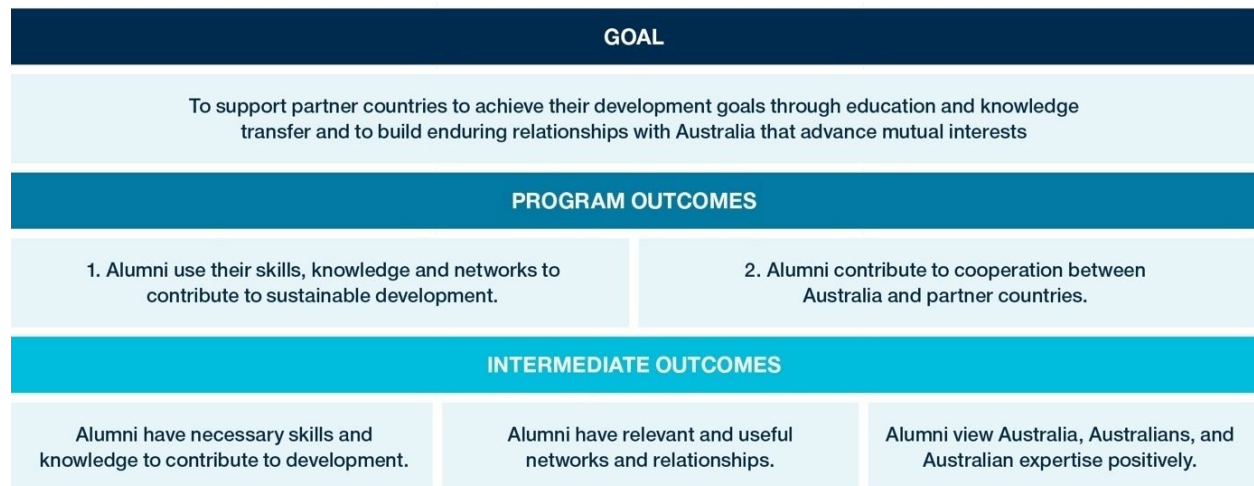 GOAL
To support partner countries to achieve their development goals through education and knowledge
transfer and to build enduring relationships with Australia that advance mutual interests
PROGRAM OUTCOMES
1. Alumni use their skills, knowledge and networks to
contribute to sustainable development.
2. Alumni contribute to cooperation between
Australia and partner countries.
INTERMEDIATE OUTCOMES
Alumni have necessary skills and
knowledge to contribute to development.
Alumni have relevant and useful
networks and relationships.
Alumni view Australia, Australians, and
Australian expertise positively.